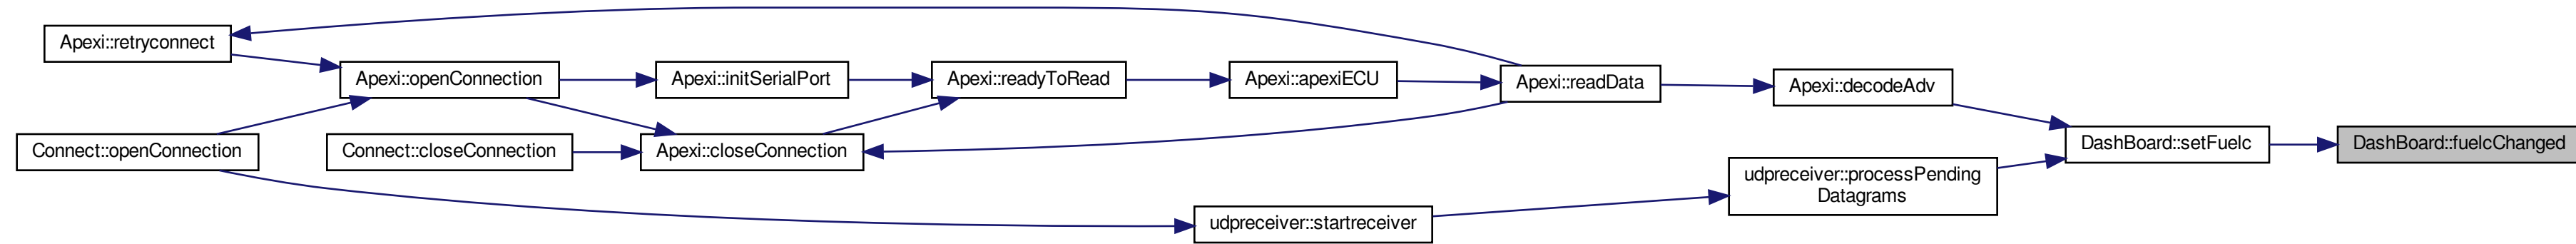 Apexi::retryconnect
Apexi::openConnection
Apexi::initSerialPort
Apexi::readyToRead
Apexi::apexiECU
Apexi::readData
Apexi::decodeAdv
Connect::openConnection
Connect::closeConnection
Apexi::closeConnection
DashBoard::setFuelc
DashBoard::fuelcChanged
udpreceiver::processPending
Datagrams
udpreceiver::startreceiver